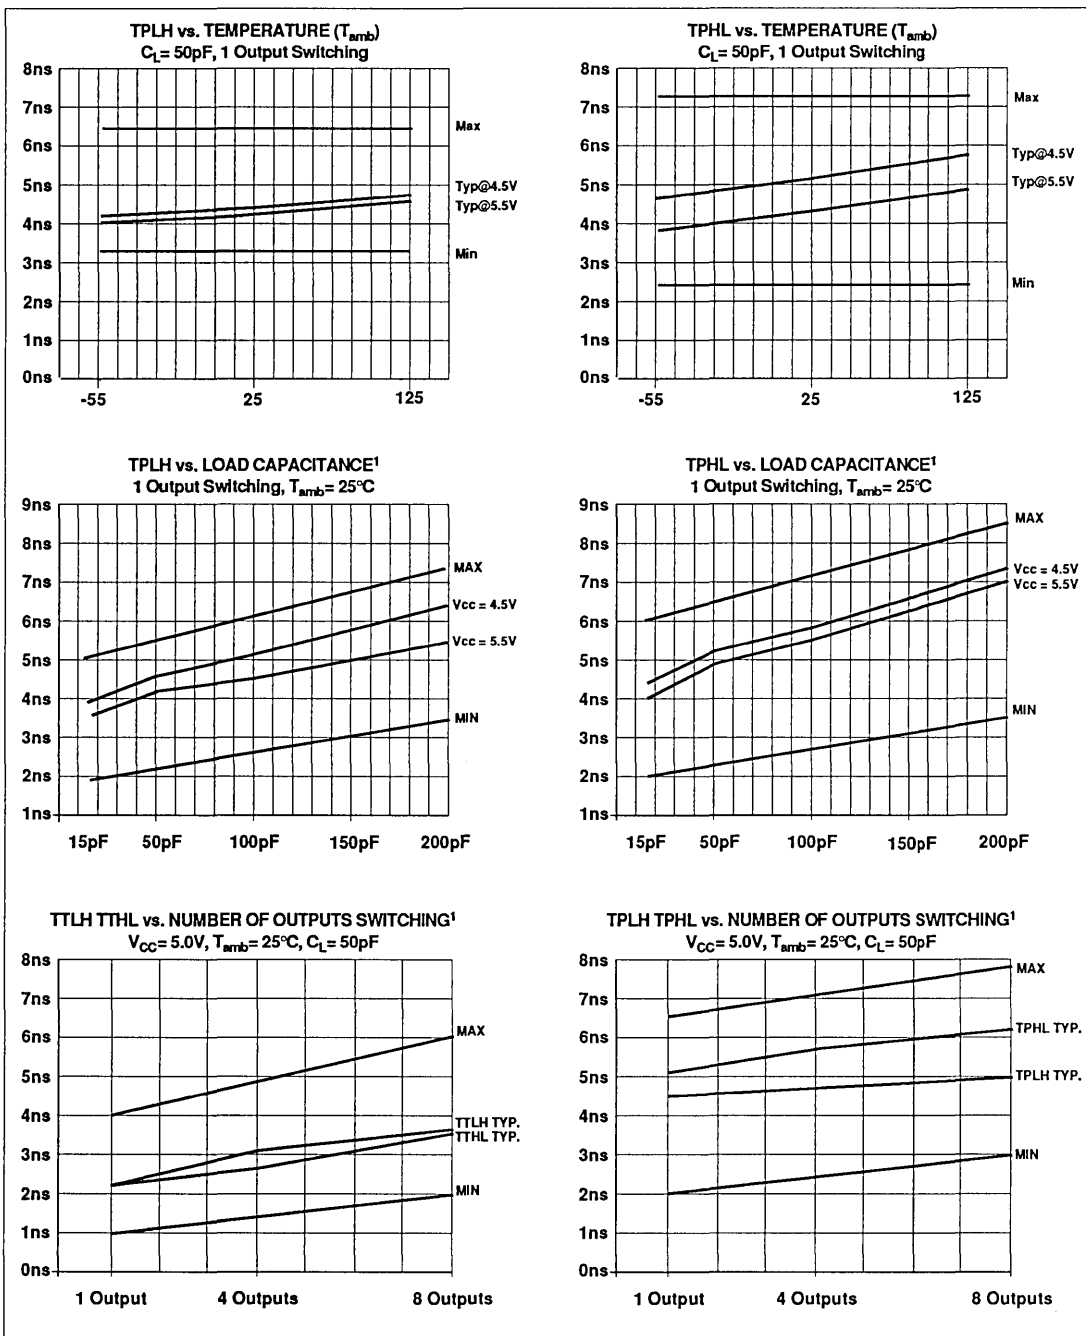 TPLH vs. TEMPERATURE (Tamb)
CL= 50pF, 1 Output Switching
8ns
7ns
6ns
5ns
4ns
3ns
2ns
1ns
0ns
Max
Typ@4.5V
Typ@5.5V
Min
-55 25 125
TPHL vs. TEMPERATURE (Tamb)
CL= 50pF, 1 Output Switching
8ns
7ns
6ns
5ns
4ns
3ns
2ns
1ns
0ns
Max
Typ@4.5V
Typ@5.5V
Min
-55 25 125
TPLH vs. LOAD CAPACITANCE¹
1 Output Switching, Tamb= 25°C
9ns
8ns
7ns
6ns
5ns
4ns
3ns
2ns
1ns
MAX
Vcc = 4.5V
Vcc = 5.5V
MIN
15pF 50pF 100pF 150pF 200pF
TPHL vs. LOAD CAPACITANCE¹
1 Output Switching, Tamb= 25°C
9ns
8ns
7ns
6ns
5ns
4ns
3ns
2ns
1ns
MAX
Vcc = 4.5V
Vcc = 5.5V
MIN
15pF 50pF 100pF 150pF 200pF
TTLH TTHL vs. NUMBER OF OUTPUTS SWITCHING¹
VCC= 5.0V, Tamb= 25°C, CL= 50pF
8ns
7ns
6ns
5ns
4ns
3ns
2ns
1ns
0ns
MAX
TTLH TYP.
TTHL TYP.
MIN
1 Output 4 Outputs 8 Outputs
TPLH TPHL vs. NUMBER OF OUTPUTS SWITCHING¹
VCC= 5.0V, Tamb= 25°C, CL= 50pF
8ns
7ns
6ns
5ns
4ns
3ns
2ns
1ns
0ns
MAX
TPHL TYP.
TPLH TYP.
MIN
1 Output 4 Outputs 8 Outputs